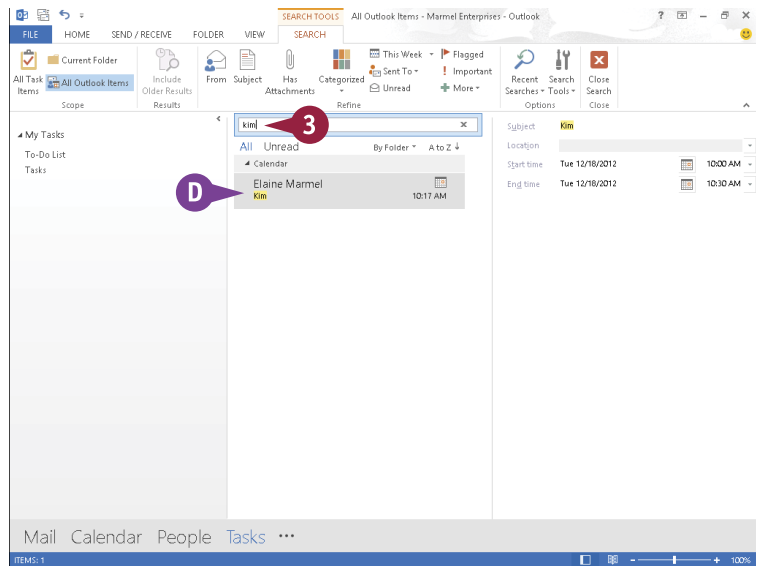 SEARCH TOOLS All Outlook Items - Marmel Enterprises - Outlook
FILE HOME SEND / RECEIVE FOLDER VIEW SEARCH
All Task Items
Current Folder
All Outlook Items
Scope
Include Older Results
Results
From
Subject
Has Attachments
Categorized
This Week
Sent To
Unread
Flagged
Important
More
Refine
Recent Searches
Search Tools
Options
Close Search
Close
My Tasks
To-Do List
Tasks
kim
3
All Unread By Folder A to Z
Calendar
Elaine Marmel
Kim 10:17 AM
D
Subject Kim
Location
Start time Tue 12/18/2012 10:00 AM
End time Tue 12/18/2012 10:30 AM
Mail Calendar People Tasks •••
ITEMS: 1 100%